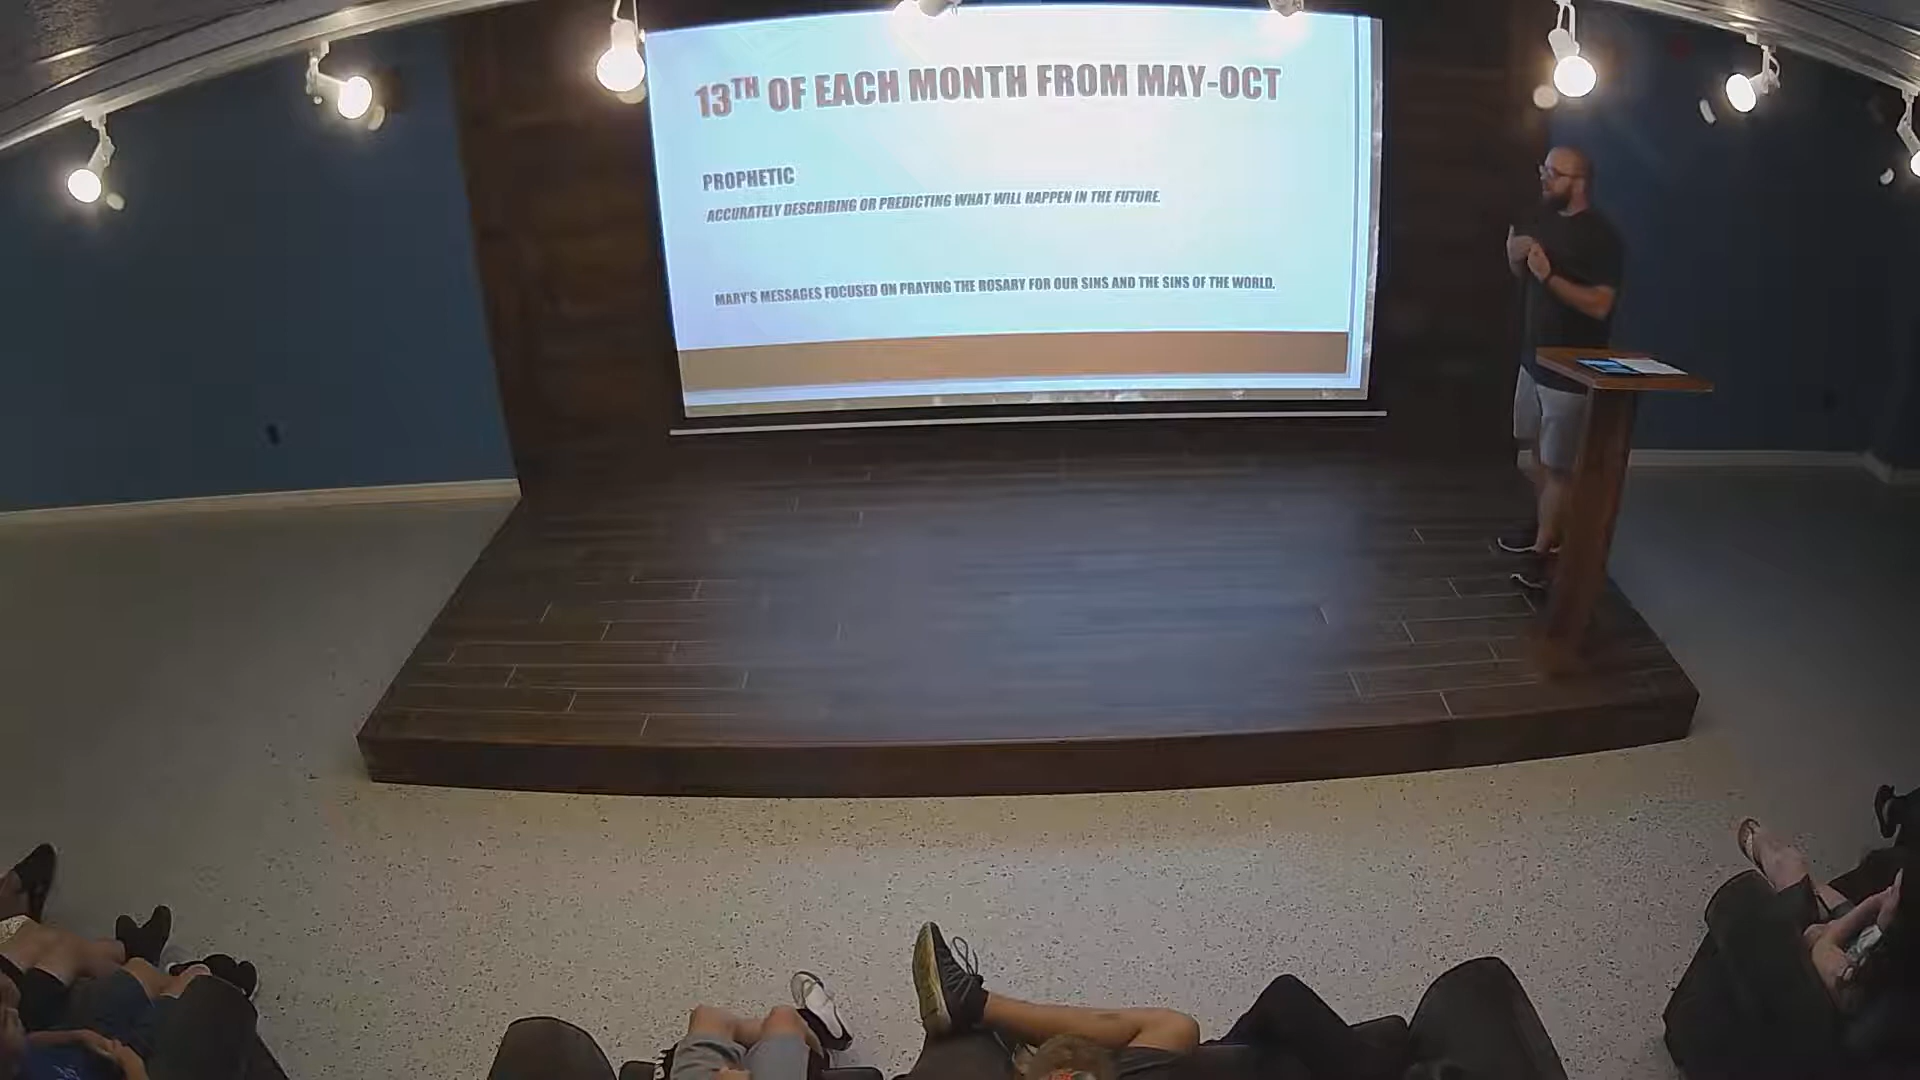 13TH OF EACH MONTH FROM MAY-OCT
PROPHETIC
ACCURATELY DESCRIBING OR PREDICTING WHAT WILL HAPPEN IN THE FUTURE.
MARY'S MESSAGES FOCUSED ON PRAYING THE ROSARY FOR OUR SINS AND THE SINS OF THE WORLD.